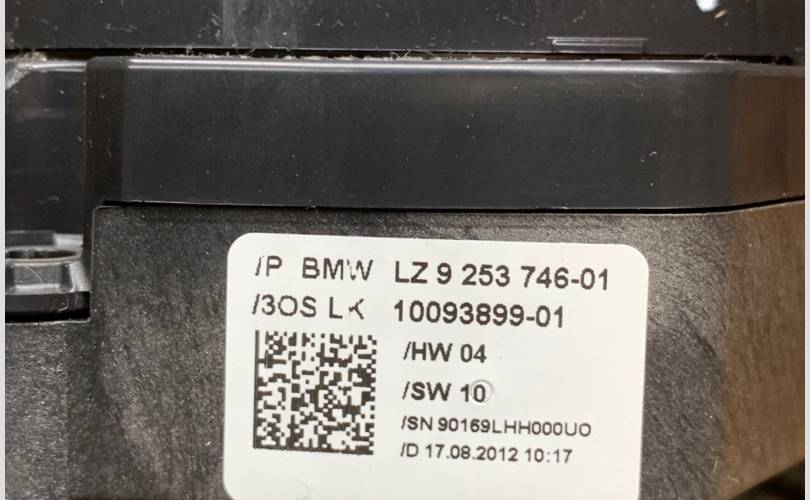 /P BMW LZ 9 253 746-01
/3OS LK 10093899-01
/HW 04
/SW 10
/SN 90169LHH000UO
/D 17.08.2012 10:17